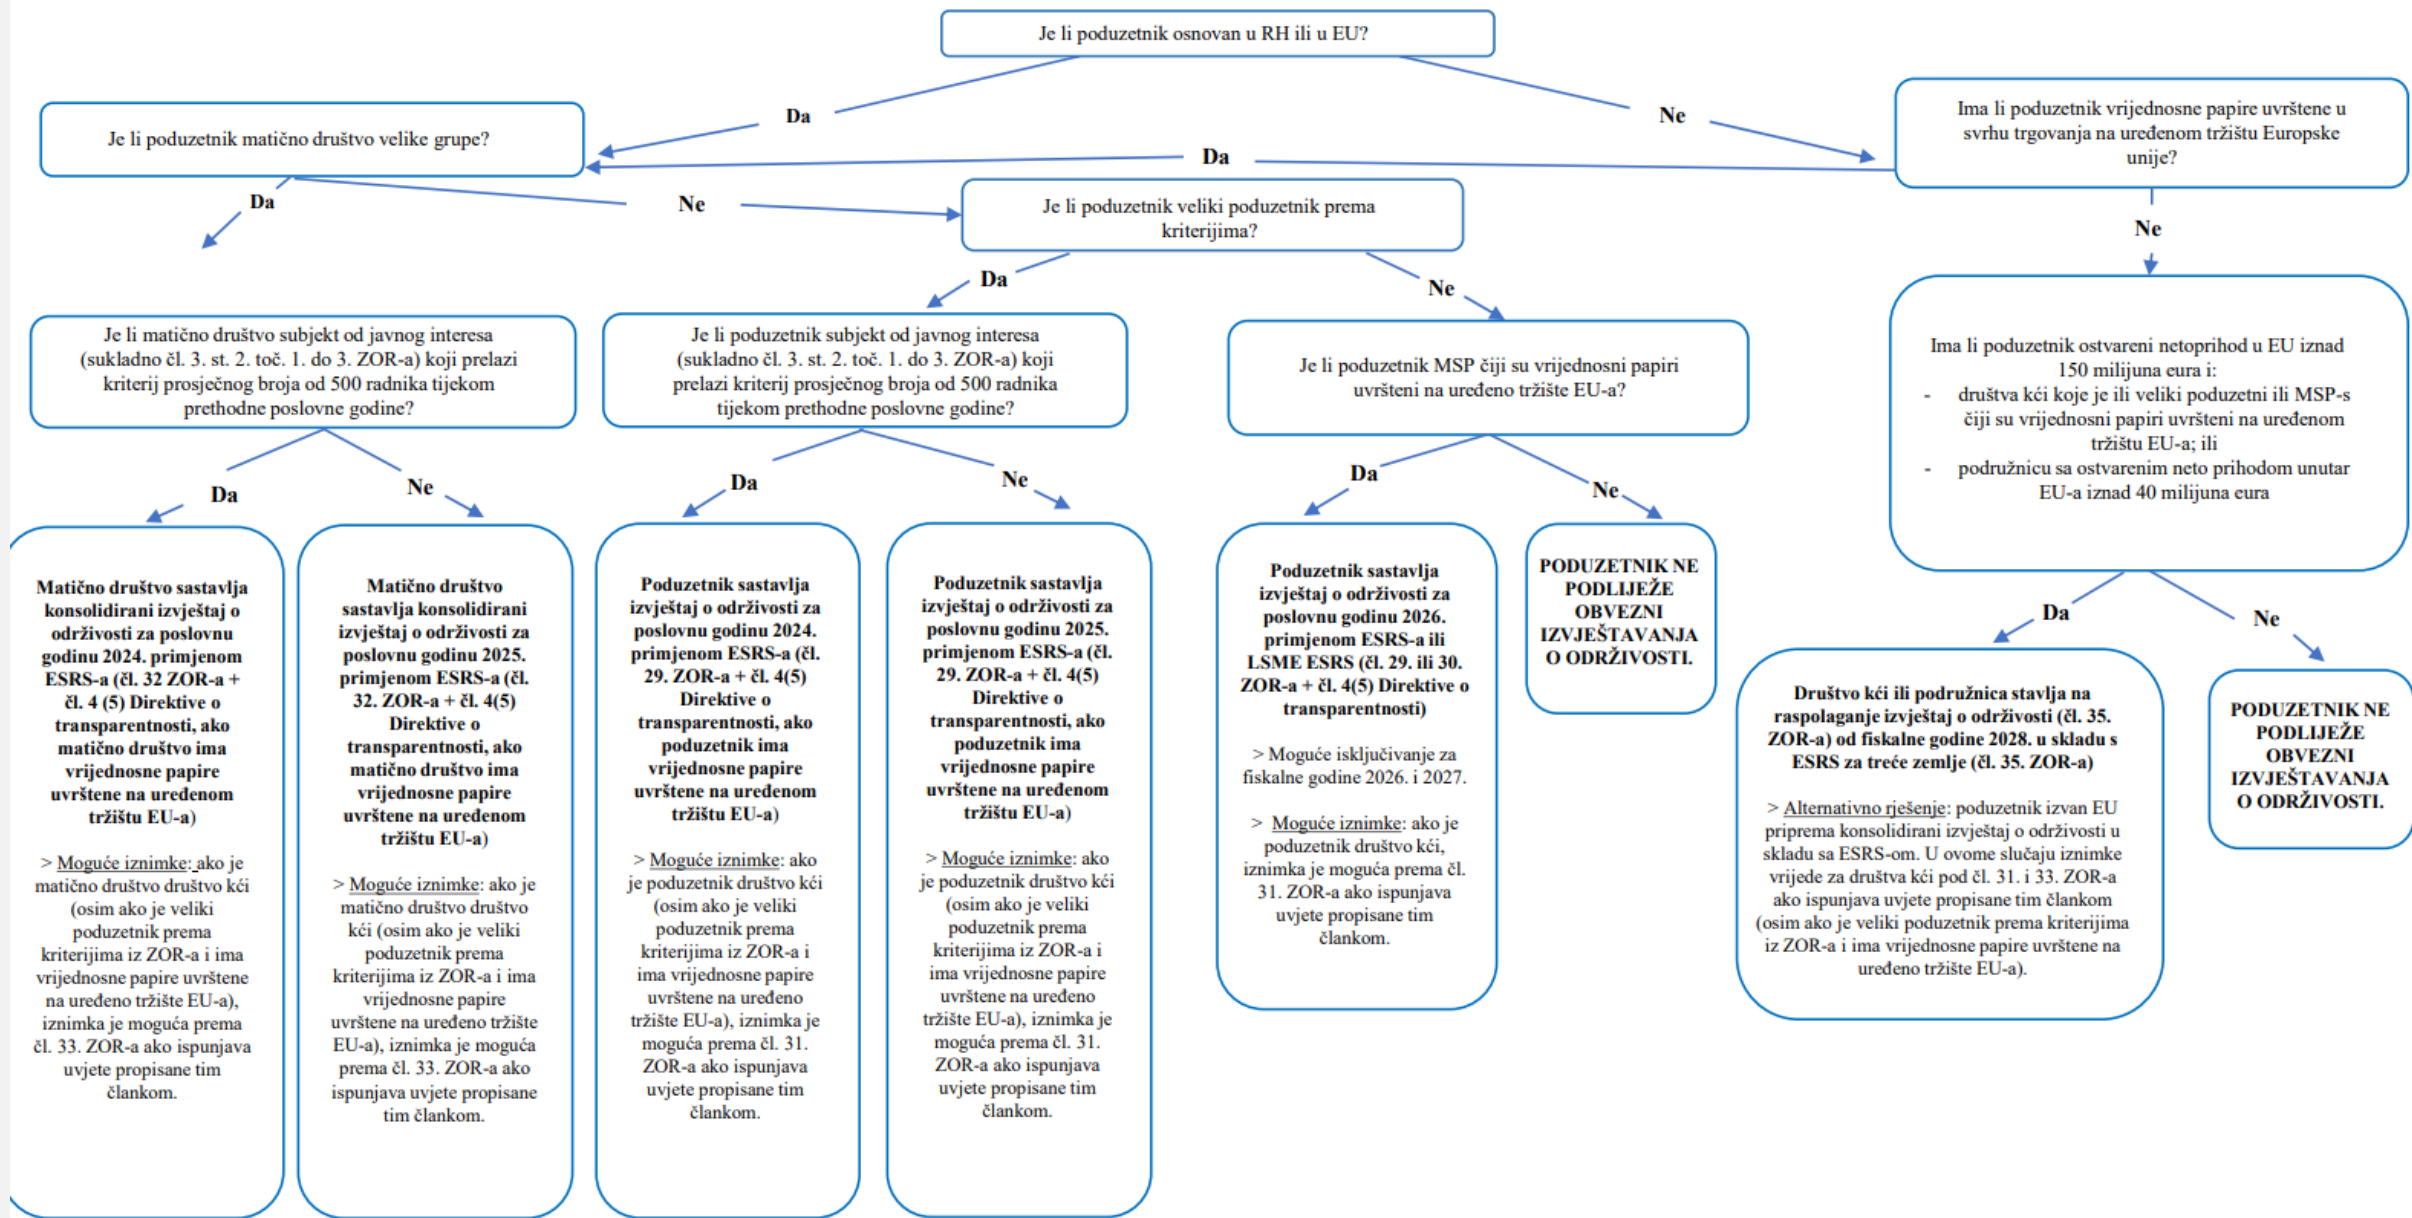 Je li poduzetnik osnovan u RH ili u EU?
Da
Ne
Je li poduzetnik matično društvo velike grupe?
Ima li poduzetnik vrijednosne papire uvrštene u
svrhu trgovanja na uređenom tržištu Europske
unije?
Da
Da
Ne
Je li poduzetnik veliki poduzetnik prema
kriterijima?
Ne
Da
Ne
Je li matično društvo subjekt od javnog interesa
(sukladno čl. 3. st. 2. toč. 1. do 3. ZOR-a) koji prelazi
kriterij prosječnog broja od 500 radnika tijekom
prethodne poslovne godine?
Je li poduzetnik subjekt od javnog interesa
(sukladno čl. 3. st. 2. toč. 1. do 3. ZOR-a) koji
prelazi kriterij prosječnog broja od 500 radnika
tijekom prethodne poslovne godine?
Je li poduzetnik MSP čiji su vrijednosni papiri
uvršteni na uređeno tržište EU-a?
Ima li poduzetnik ostvareni netoprihod u EU iznad
150 milijuna eura i:
- društva kći koje je ili veliki poduzetni ili MSP-s
čiji su vrijednosni papiri uvršteni na uređenom
tržištu EU-a; ili
- podružnicu sa ostvarenim neto prihodom unutar
EU-a iznad 40 milijuna eura
Da
Ne
Da
Ne
Da
Ne
Da
Ne
Matično društvo sastavlja
konsolidirani izvještaj o
održivosti za poslovnu
godinu 2024. primjenom
ESRS-a (čl. 32 ZOR-a +
čl. 4 (5) Direktive o
transparentnosti, ako
matično društvo ima
vrijednosne papire
uvrštene na uređenom
tržištu EU-a)
> Moguće iznimke: ako je
matično društvo društvo kći
(osim ako je veliki
poduzetnik prema
kriterijima iz ZOR-a i ima
vrijednosne papire uvrštene
na uređeno tržište EU-a),
iznimka je moguća prema
čl. 33. ZOR-a ako ispunjava
uvjete propisane tim
člankom.
Matično društvo
sastavlja konsolidirani
izvještaj o održivosti za
poslovnu godinu 2025.
primjenom ESRS-a (čl.
32. ZOR-a + čl. 4(5)
Direktive o
transparentnosti, ako
matično društvo ima
vrijednosne papire
uvrštene na uređenom
tržištu EU-a)
> Moguće iznimke: ako je
matično društvo društvo
kći (osim ako je veliki
poduzetnik prema
kriterijima iz ZOR-a i ima
vrijednosne papire
uvrštene na uređeno tržište
EU-a), iznimka je moguća
prema čl. 33. ZOR-a ako
ispunjava uvjete propisane
tim člankom.
Poduzetnik sastavlja
izvještaj o održivosti za
poslovnu godinu 2024.
primjenom ESRS-a (čl.
29. ZOR-a + čl. 4(5)
Direktive o
transparentnosti, ako
poduzetnik ima
vrijednosne papire
uvrštene na uređenom
tržištu EU-a)
> Moguće iznimke: ako
je poduzetnik društvo kći
(osim ako je veliki
poduzetnik prema
kriterijima iz ZOR-a i
ima vrijednosne papire
uvrštene na uređeno
tržište EU-a), iznimka je
moguća prema čl. 31.
ZOR-a ako ispunjava
uvjete propisane tim
člankom.
Poduzetnik sastavlja
izvještaj o održivosti za
poslovnu godinu 2025.
primjenom ESRS-a (čl.
29. ZOR-a + čl. 4(5)
Direktive o
transparentnosti, ako
poduzetnik ima
vrijednosne papire
uvrštene na uređenom
tržištu EU-a)
> Moguće iznimke: ako
je poduzetnik društvo kći
(osim ako je veliki
poduzetnik prema
kriterijima iz ZOR-a i
ima vrijednosne papire
uvrštene na uređeno
tržište EU-a), iznimka je
moguća prema čl. 31.
ZOR-a ako ispunjava
uvjete propisane tim
člankom.
Poduzetnik sastavlja
izvještaj o održivosti za
poslovnu godinu 2026.
primjenom ESRS-a ili
LSME ESRS (čl. 29. ili 30.
ZOR-a + čl. 4(5) Direktive o
transparentnosti)
> Moguće isključivanje za
fiskalne godine 2026. i 2027.
> Moguće iznimke: ako je
poduzetnik društvo kći,
iznimka je moguća prema čl.
31. ZOR-a ako ispunjava
uvjete propisane tim
člankom.
PODUZETNIK NE
PODLIJEŽE
OBVEZNI
IZVJEŠTAVANJA
O ODRŽIVOSTI.
Društvo kći ili podružnica stavlja na
raspolaganje izvještaj o održivosti (čl. 35.
ZOR-a) od fiskalne godine 2028. u skladu s
ESRS za treće zemlje (čl. 35. ZOR-a)
> Alternativno rješenje: poduzetnik izvan EU
priprema konsolidirani izvještaj o održivosti u
skladu sa ESRS-om. U ovome slučaju iznimke
vrijede za društva kći pod čl. 31. i 33. ZOR-a
ako ispunjava uvjete propisane tim člankom
(osim ako je veliki poduzetnik prema kriterijima
iz ZOR-a i ima vrijednosne papire uvrštene na
uređeno tržište EU-a).
PODUZETNIK NE
PODLIJEŽE
OBVEZNI
IZVJEŠTAVANJA
O ODRŽIVOSTI.